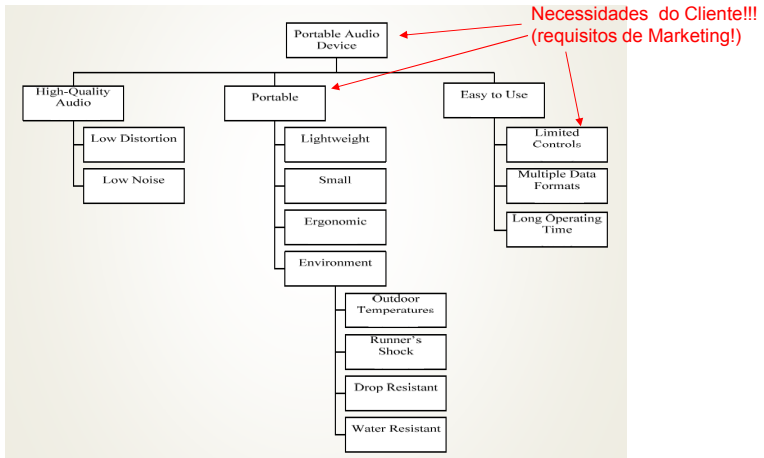 Necessidades do Cliente!!!
(requisitos de Marketing!)
Portable Audio
Device
High-Quality
Audio
Low Distortion
Low Noise
Portable
Lightweight
Small
Ergonomic
Environment
Outdoor
Temperatures
Runner's
Shock
Drop Resistant
Water Resistant
Easy to Use
Limited
Controls
Multiple Data
Formats
Long Operating
Time